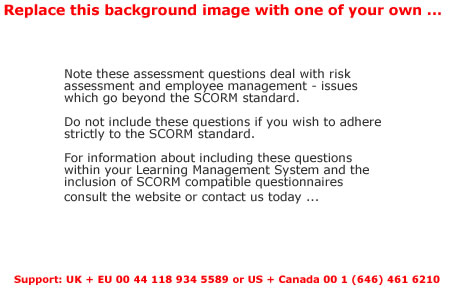 Replace this background image with one of your own ...
Note these assessment questions deal with risk
assessment and employee management - issues
which go beyond the SCORM standard.
Do not include these questions if you wish to adhere
strictly to the SCORM standard.
For information about including these questions
within your Learning Management System and the
inclusion of SCORM compatible questionnaires
consult the website or contact us today ...
Support: UK + EU 00 44 118 934 5589 or US + Canada 00 1 (646) 461 6210